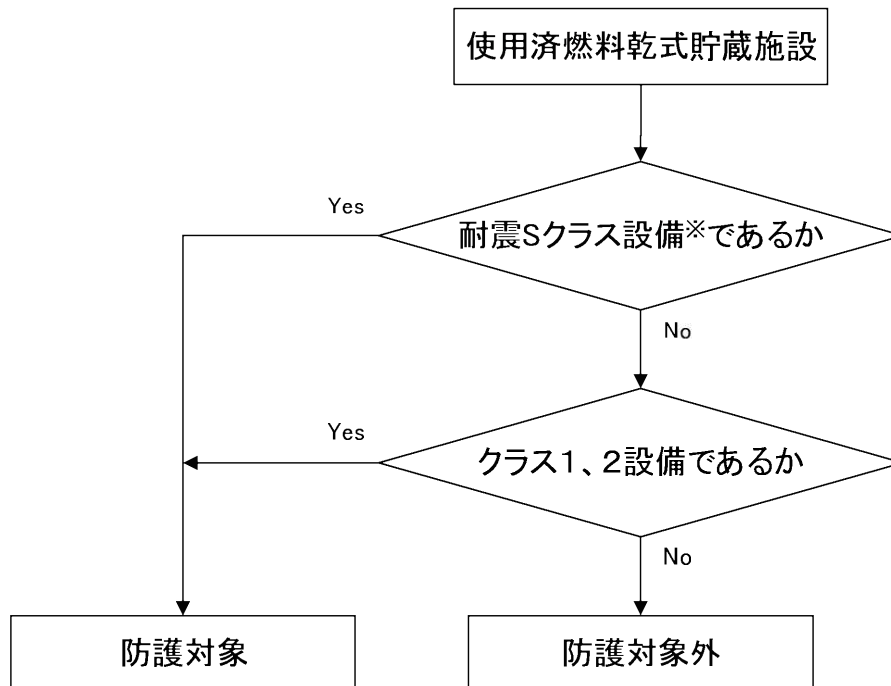 使用済燃料乾式貯蔵施設
Yes
耐震Sクラス設備※であるか
No
Yes
クラス1、2設備であるか
No
防護対象
防護対象外